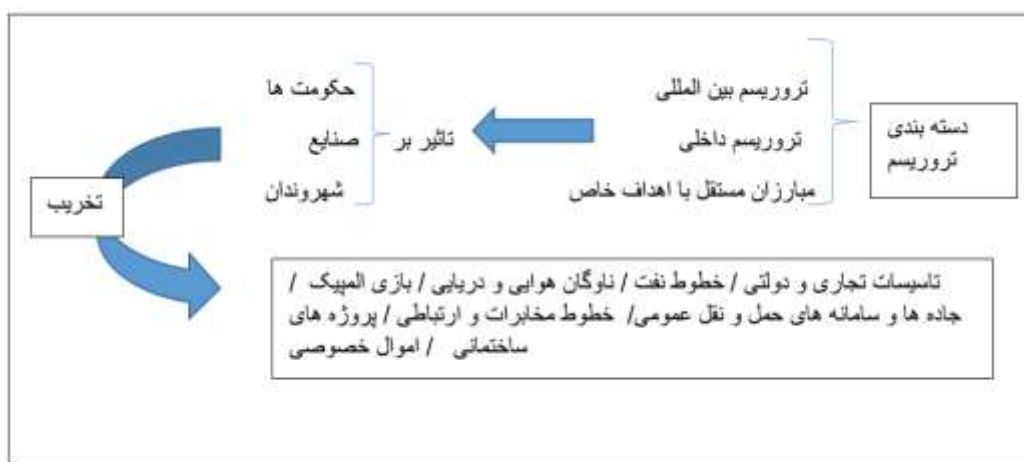 دسته بندی
تروریسم
تروریسم بین المللی
تروریسم داخلی
مبارزان مستقل با اهداف خاص
تاثیر بر
حکومت ها
صنایع
شهروندان
تخریب
تاسیسات تجاری و دولتی / خطوط نفت / ناوگان هوایی و دریایی / بازی المپیک /
جاده ها و سامانه های حمل و نقل عمومی/ خطوط مخابرات و ارتباطی / پروژه های
ساختمانی / اموال خصوصی